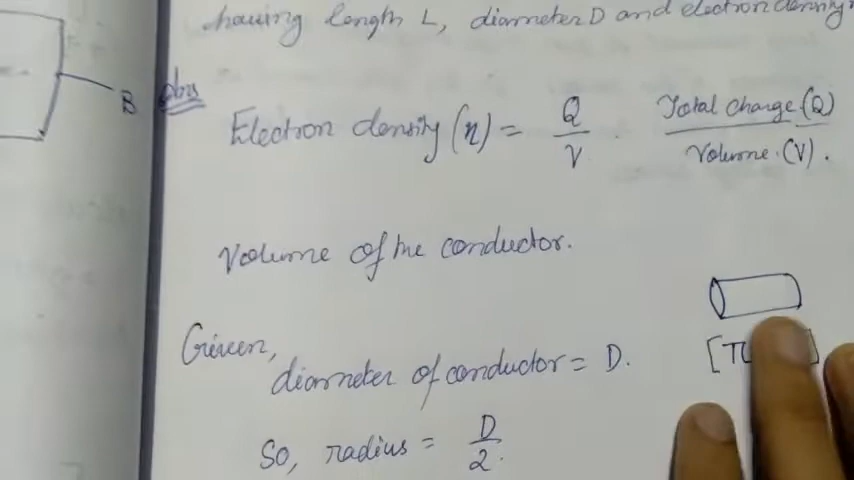 having length L, diameter D and electron density
B
Electron density (n) = Q/V Total charge (Q)/Volume (V).
Volume of the conductor.
Given,
diameter of conductor = D.
[π
So, radius = D/2.